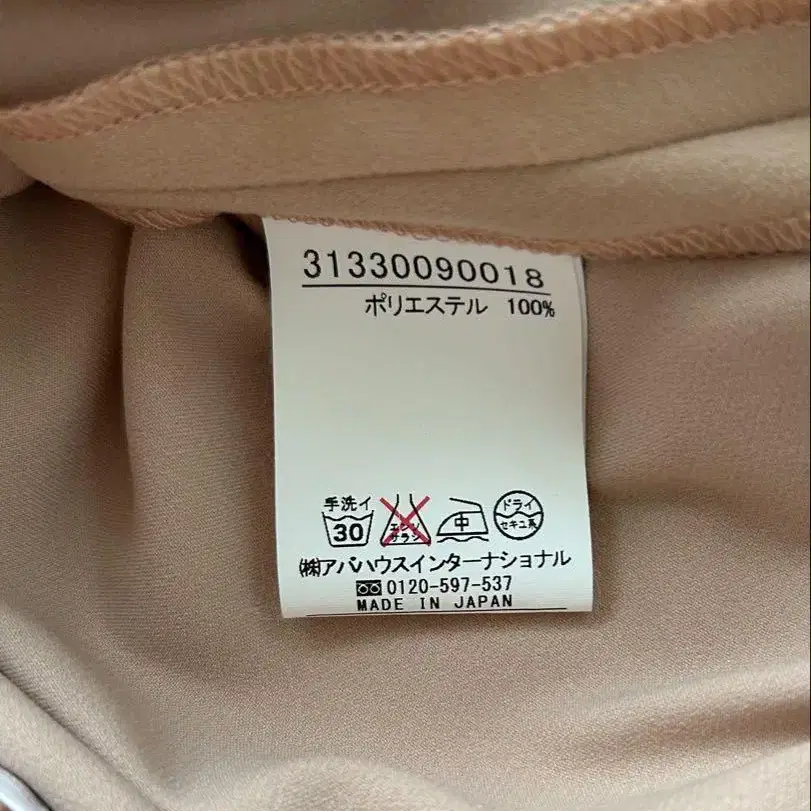 31330090018
ポリエステル 100%
手洗イ
30
エンソ
サラシ
中
ドライ
セキユ系
㈱アバハウスインターナショナル
0120-597-537
MADE IN JAPAN